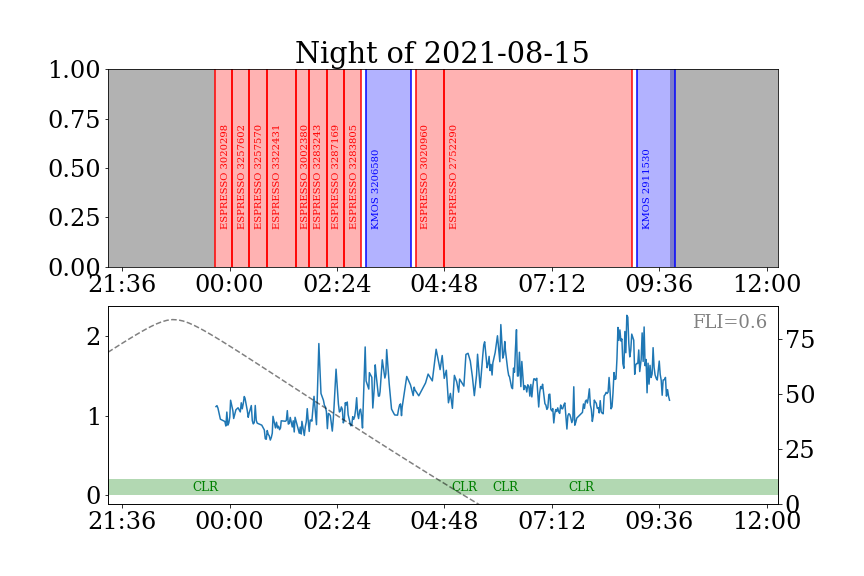 Night of 2021-08-15
1.00
0.75
0.50
0.25
0.00
ESPRESSO 3020298
ESPRESSO 3257602
ESPRESSO 3257570
ESPRESSO 3322431
ESPRESSO 3002380
ESPRESSO 3283243
ESPRESSO 3287169
ESPRESSO 3283805
KMOS 3206580
ESPRESSO 3020960
ESPRESSO 2752290
KMOS 2911530
21:36 00:00 02:24 04:48 07:12 09:36 12:00
FLI=0.6
2
1
0
75
50
25
0
CLR CLR CLR CLR
21:36 00:00 02:24 04:48 07:12 09:36 12:00